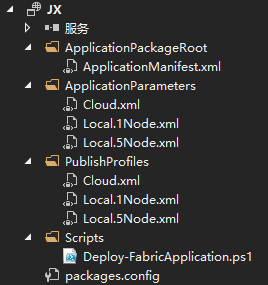 JX
服务
ApplicationPackageRoot
ApplicationManifest.xml
ApplicationParameters
Cloud.xml
Local.1Node.xml
Local.5Node.xml
PublishProfiles
Cloud.xml
Local.1Node.xml
Local.5Node.xml
Scripts
Deploy-FabricApplication.ps1
packages.config